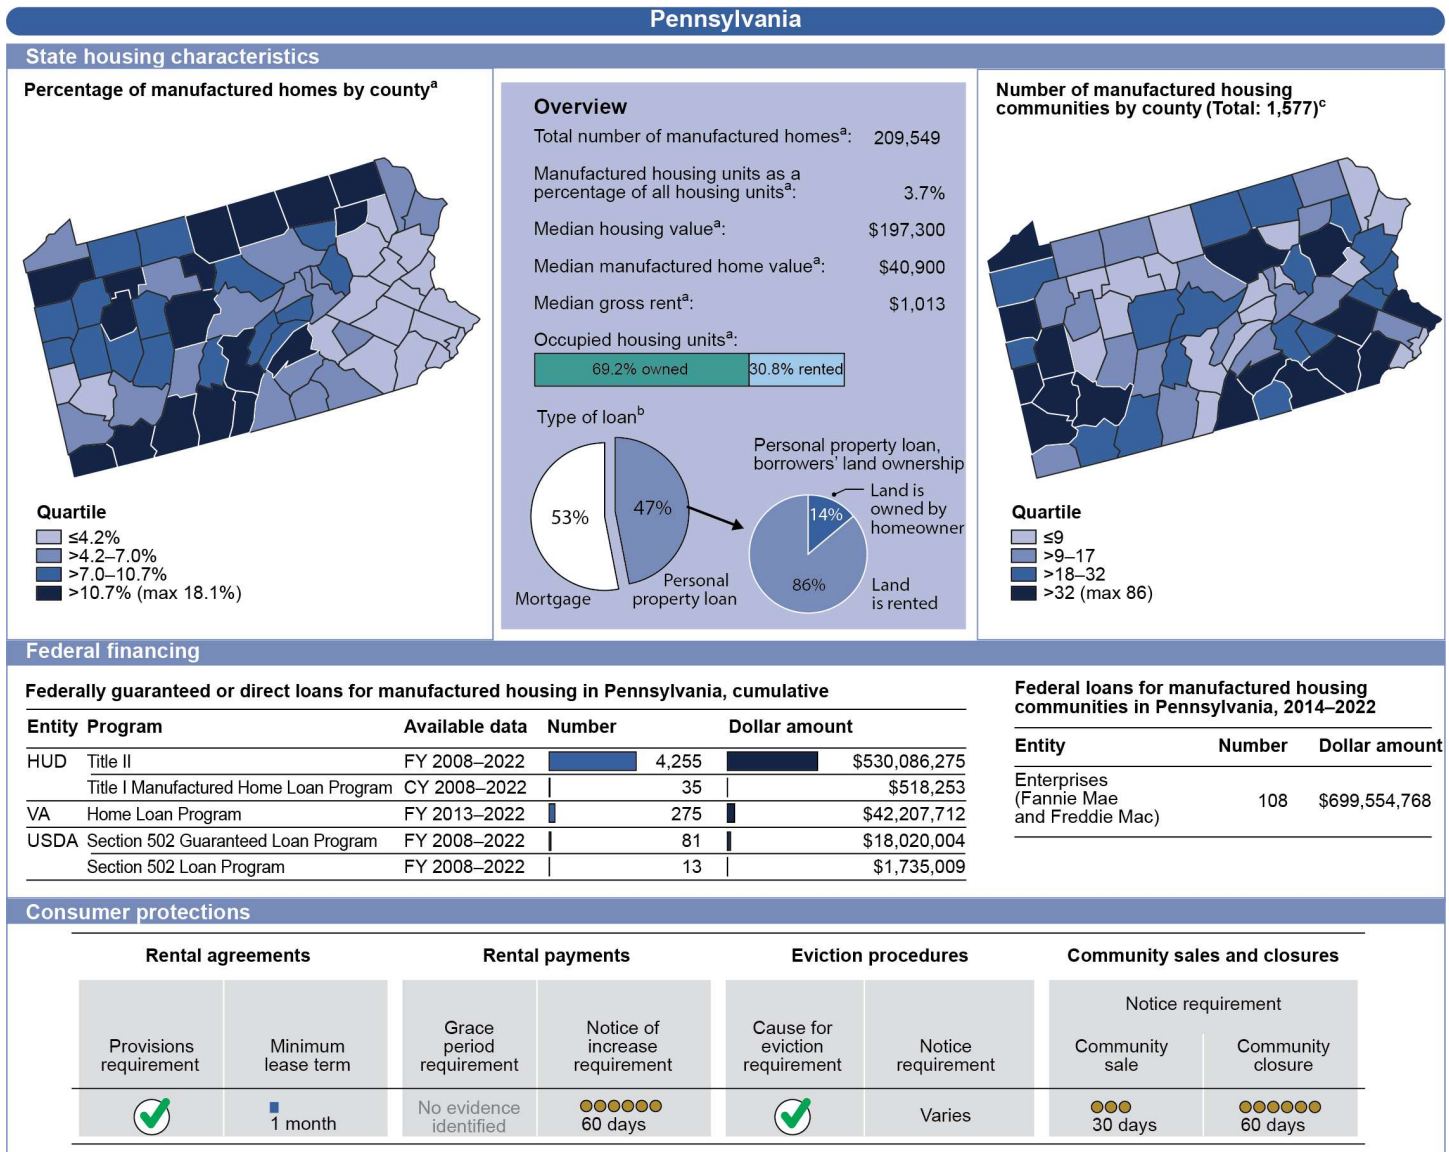 Pennsylvania
State housing characteristics
Percentage of manufactured homes by countyᵃ
Quartile
≤4.2%
>4.2–7.0%
>7.0–10.7%
>10.7% (max 18.1%)
Overview
Total number of manufactured homesᵃ: 209,549
Manufactured housing units as a
percentage of all housing unitsᵃ: 3.7%
Median housing valueᵃ: $197,300
Median manufactured home valueᵃ: $40,900
Median gross rentᵃ: $1,013
Occupied housing unitsᵃ:
69.2% owned 30.8% rented
Type of loanᵇ
53%
47%
Mortgage
Personal
property loan
Personal property loan,
borrowers' land ownership
Land is
owned by
homeowner
14%
86%
Land
is rented
Number of manufactured housing
communities by county (Total: 1,577)ᶜ
Quartile
≤9
>9–17
>18–32
>32 (max 86)
Federal financing
Federally guaranteed or direct loans for manufactured housing in Pennsylvania, cumulative
Entity Program Available data Number Dollar amount
HUD Title II FY 2008–2022 4,255 $530,086,275
Title I Manufactured Home Loan Program CY 2008–2022 35 $518,253
VA Home Loan Program FY 2013–2022 275 $42,207,712
USDA Section 502 Guaranteed Loan Program FY 2008–2022 81 $18,020,004
Section 502 Loan Program FY 2008–2022 13 $1,735,009
Federal loans for manufactured housing
communities in Pennsylvania, 2014–2022
Entity Number Dollar amount
Enterprises
(Fannie Mae
and Freddie Mac) 108 $699,554,768
Consumer protections
Rental agreements Rental payments Eviction procedures Community sales and closures
Provisions
requirement
Minimum
lease term
Grace
period
requirement
Notice of
increase
requirement
Cause for
eviction
requirement
Notice
requirement
Notice requirement
Community
sale
Community
closure
1 month
No evidence
identified
60 days
Varies
30 days
60 days